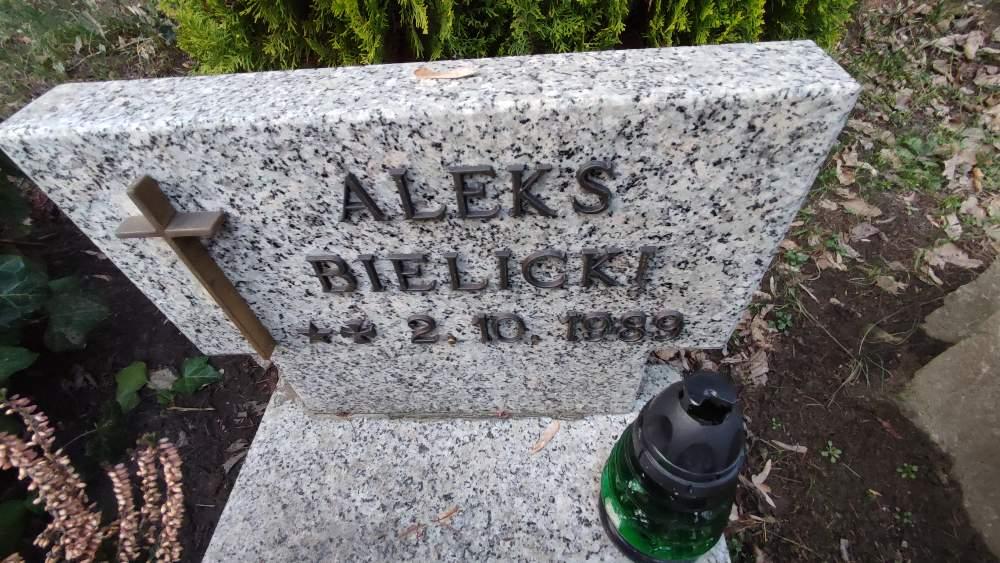 ALEKS
BIELICKI
★ ★ 2. 10. 1989